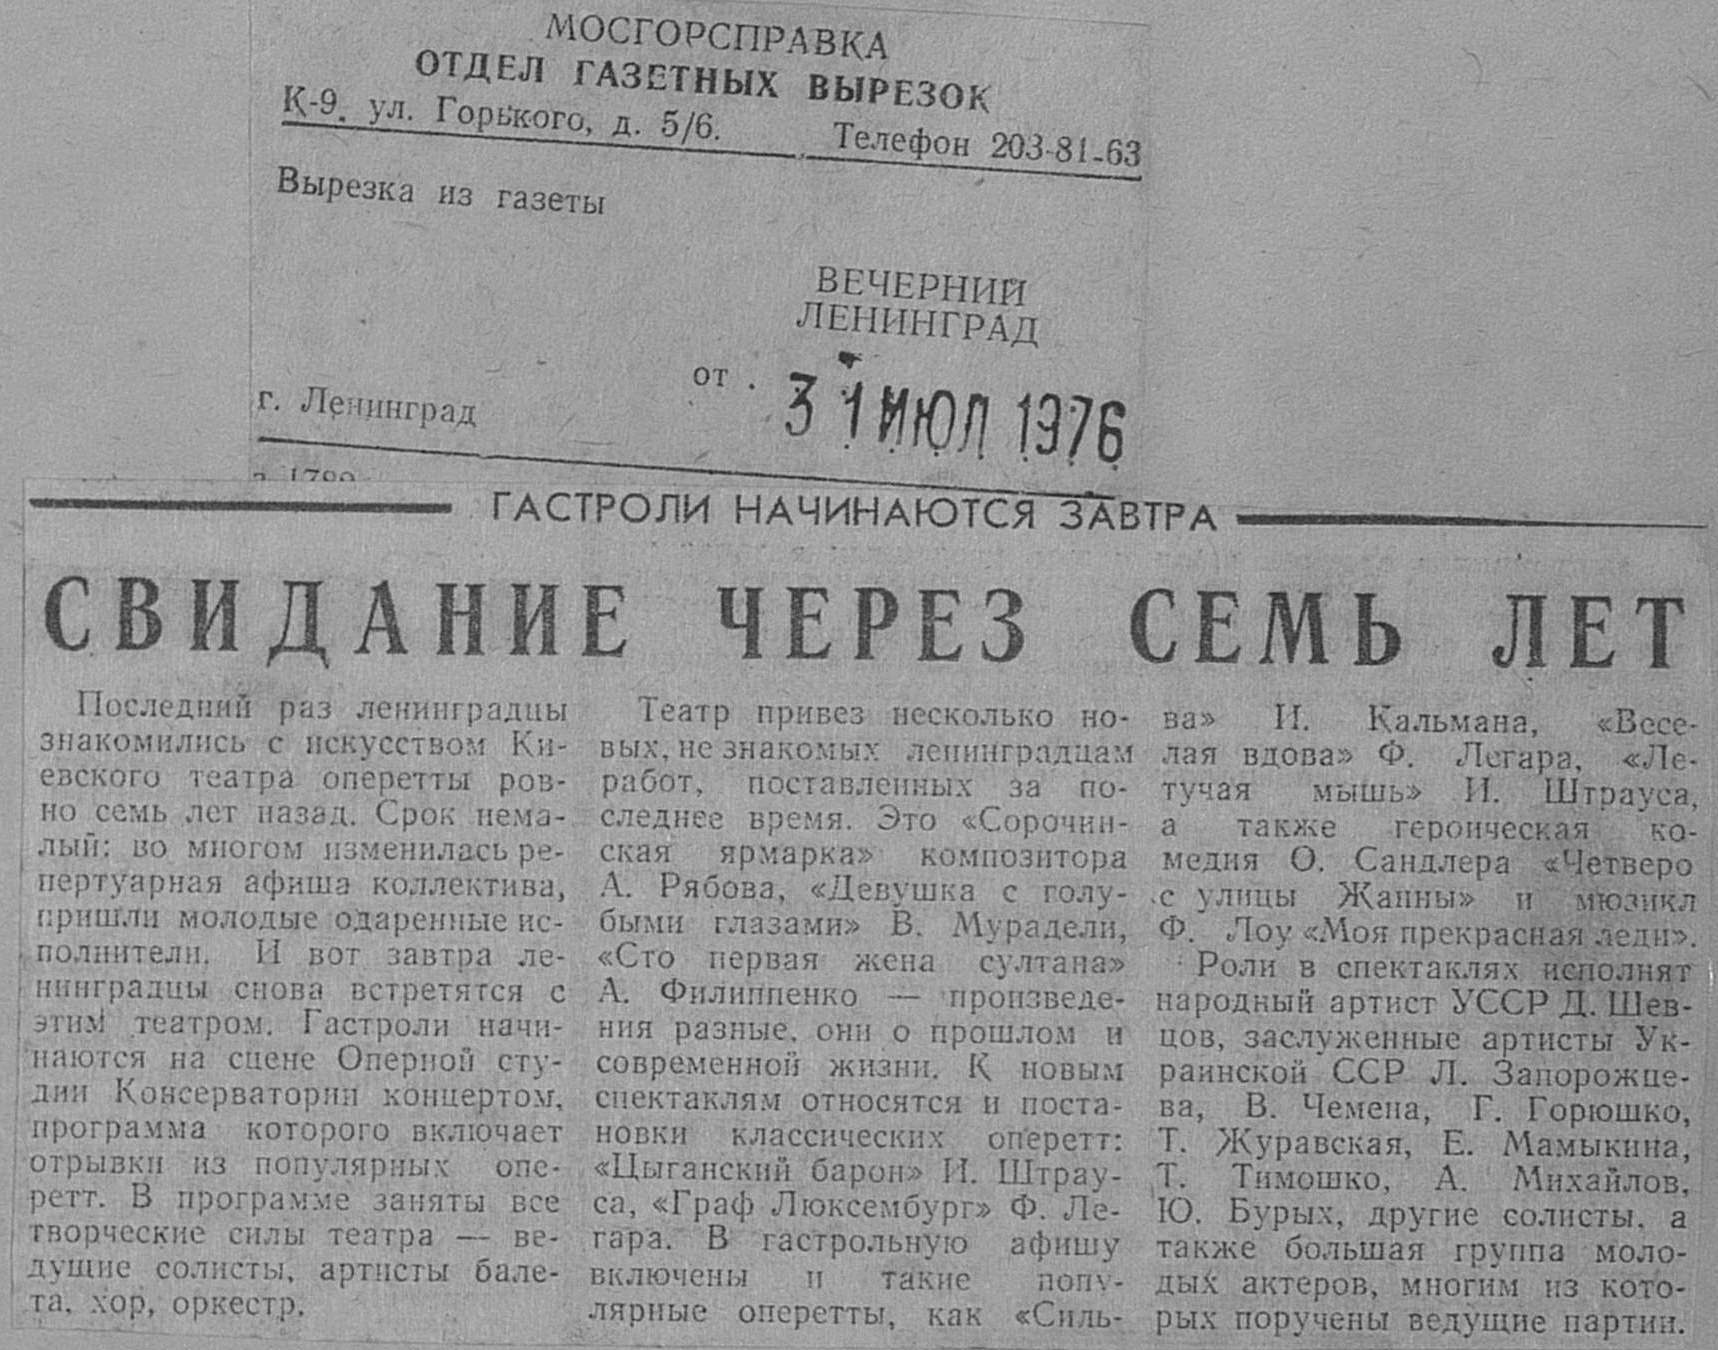 МОСГОРСПРАВКА
ОТДЕЛ ГАЗЕТНЫХ ВЫРЕЗОК
К-9. ул. Горького, д. 5/6. Телефон 203-81-63
Вырезка из газеты
ВЕЧЕРНИЙ
ЛЕНИНГРАД
от . 31 ИЮЛ 1976
г. Ленинград
ГАСТРОЛИ НАЧИНАЮТСЯ ЗАВТРА
СВИДАНИЕ ЧЕРЕЗ СЕМЬ ЛЕТ
Последний раз ленинградцы
знакомились с искусством Ки-
евского театра оперетты ров-
но семь лет назад. Срок нема-
лый: во многом изменилась ре-
пертуарная афиша коллектива,
пришли молодые одаренные ис-
полнители. И вот завтра ле-
нинградцы снова встретятся с
этим театром. Гастроли начи-
наются на сцене Оперной сту-
дии Консерватории концертом,
программа которого включает
отрывки из популярных опе-
ретт. В программе заняты все
творческие силы театра — ве-
дущие солисты, артисты бале-
та, хор, оркестр.
Театр привез несколько но-
вых, не знакомых ленинградцам
работ, поставленных за по-
следнее время. Это «Сорочин-
ская ярмарка» композитора
А. Рябова, «Девушка с голу-
быми глазами» В. Мурадели,
«Сто первая жена султана»
А. Филиппенко — произведе-
ния разные, они о прошлом и
современной жизни. К новым
спектаклям относятся и поста-
новки классических оперетт:
«Цыганский барон» И. Штрау-
са, «Граф Люксембург» Ф. Ле-
гара. В гастрольную афишу
включены и такие попу-
лярные оперетты, как «Силь-
ва» И. Кальмана, «Весе-
лая вдова» Ф. Легара, «Ле-
тучая мышь» И. Штрауса,
а также героическая ко-
медия О. Сандлера «Четверо
с улицы Жанны» и мюзикл
Ф. Лоу «Моя прекрасная леди».
Роли в спектаклях исполнят
народный артист УССР Д. Шев-
цов, заслуженные артисты Ук-
раинской ССР Л. Запорожце-
ва, В. Чемена, Г. Горюшко,
Т. Журавская, Е. Мамыкина,
Т. Тимошко, А. Михайлов,
Ю. Бурых, другие солисты, а
также большая группа моло-
дых актеров, многим из кото-
рых поручены ведущие партии.